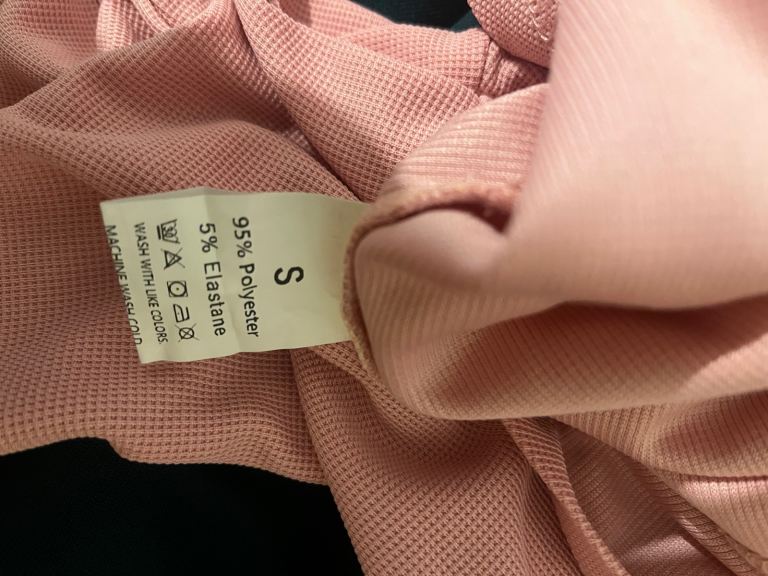 S
95% Polyester
5% Elastane
WASH WITH LIKE COLORS.
MACHINE WASH COLD